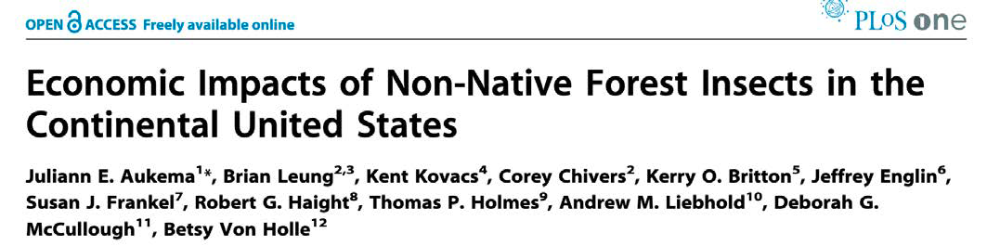 OPEN ACCESS Freely available online
PLoS one
Economic Impacts of Non-Native Forest Insects in the
Continental United States
Juliann E. Aukema1*, Brian Leung2,3, Kent Kovacs4, Corey Chivers2, Kerry O. Britton5, Jeffrey Englin6,
Susan J. Frankel7, Robert G. Haight8, Thomas P. Holmes9, Andrew M. Liebhold10, Deborah G.
McCullough11, Betsy Von Holle12